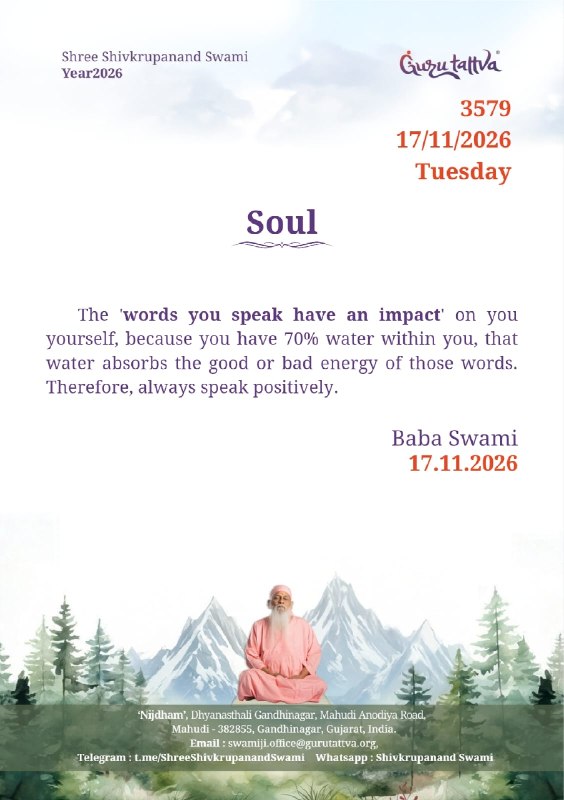 Shree Shivkrupanand Swami
Year2026
Gurutattva
3579
17/11/2026
Tuesday
Soul
The 'words you speak have an impact' on you
yourself, because you have 70% water within you, that
water absorbs the good or bad energy of those words.
Therefore, always speak positively.
Baba Swami
17.11.2026
'Nijdham', Dhyanasthali Gandhinagar, Mahudi Anodiya Road,
Mahudi - 382855, Gandhinagar, Gujarat, India.
Email : swamiji.office@gurutattva.org,
Telegram : t.me/ShreeShivkrupanandSwami Whatsapp : Shivkrupanand Swami